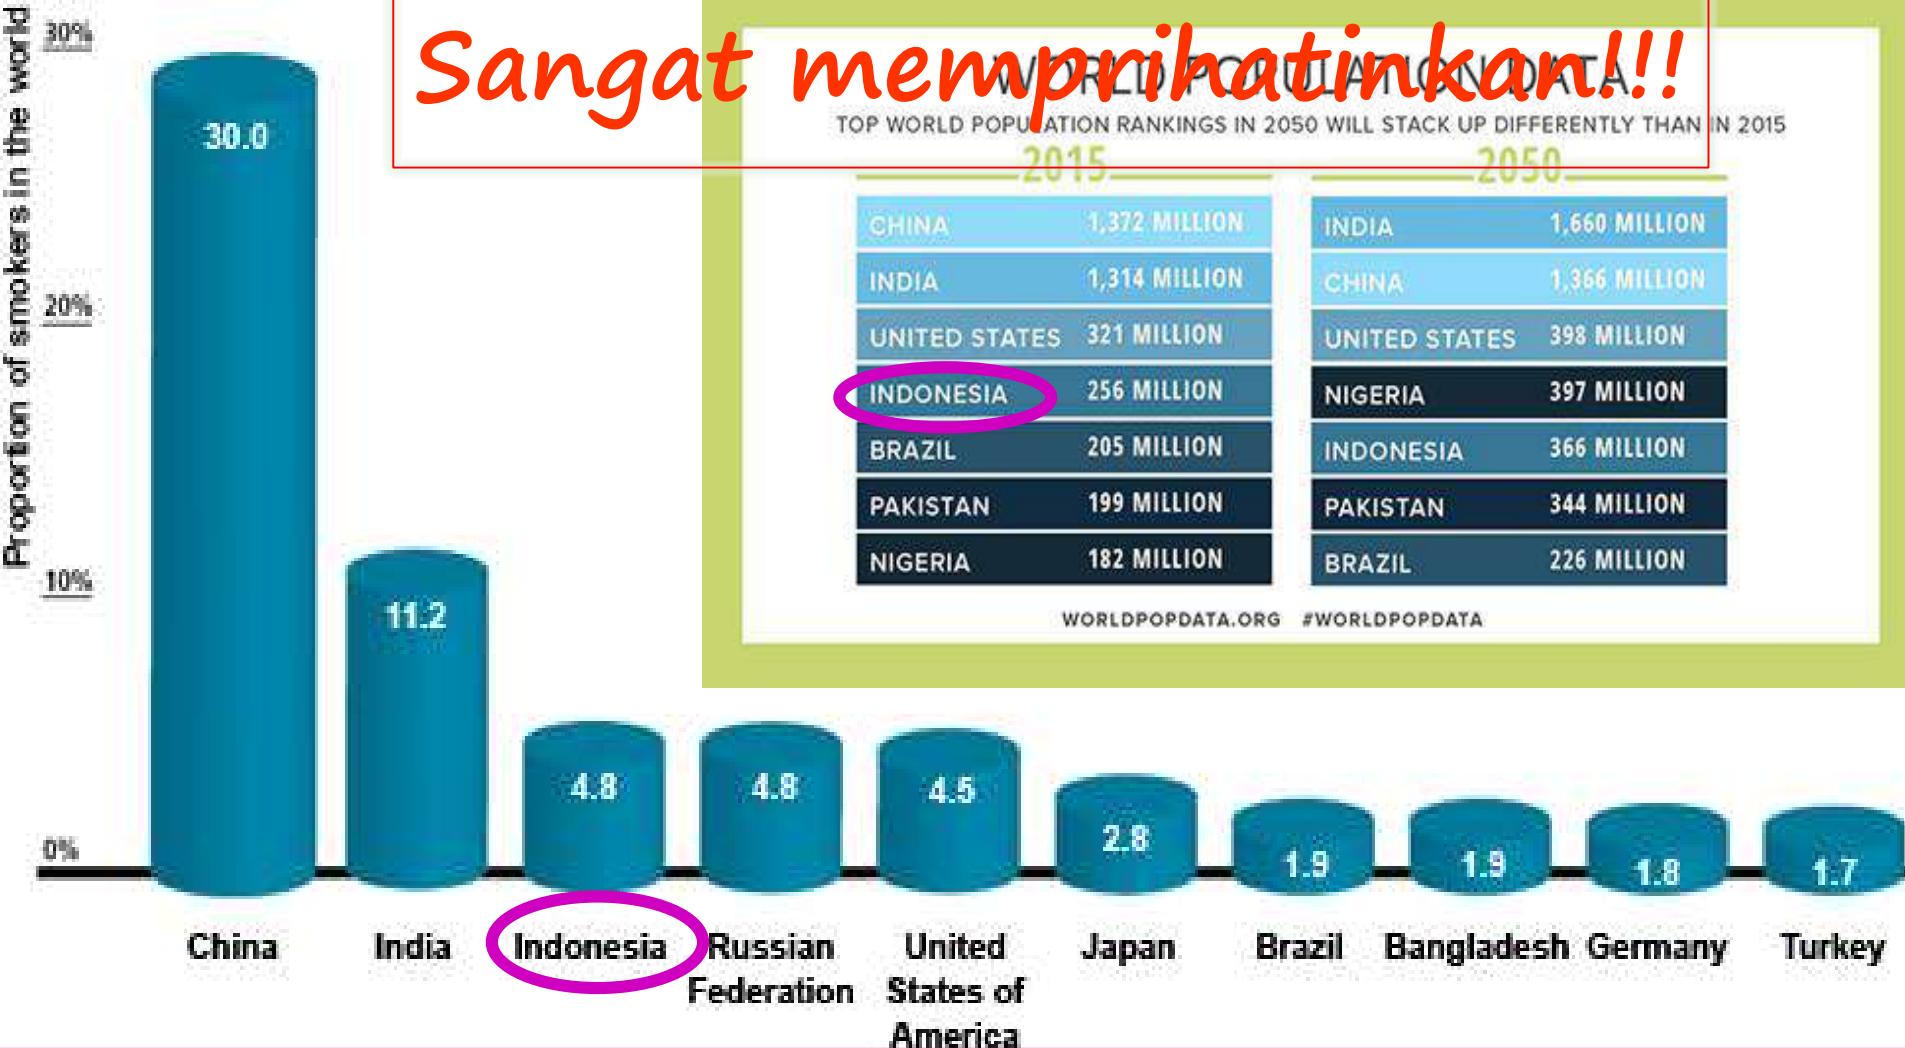 Sangat memprihatinkan!!!
WORLD POPULATION DATA
TOP WORLD POPULATION RANKINGS IN 2050 WILL STACK UP DIFFERENTLY THAN IN 2015
2015 2050
CHINA 1,372 MILLION INDIA 1,660 MILLION
INDIA 1,314 MILLION CHINA 1,366 MILLION
UNITED STATES 321 MILLION UNITED STATES 398 MILLION
INDONESIA 256 MILLION NIGERIA 397 MILLION
BRAZIL 205 MILLION INDONESIA 366 MILLION
PAKISTAN 199 MILLION PAKISTAN 344 MILLION
NIGERIA 182 MILLION BRAZIL 226 MILLION
WORLDPOPDATA.ORG #WORLDPOPDATA
Proportion of smokers in the world
30%
20%
10%
0%
30.0 11.2 4.8 4.8 4.5 2.8 1.9 1.9 1.8 1.7
China India Indonesia Russian United Japan Brazil Bangladesh Germany Turkey
Federation States of
America